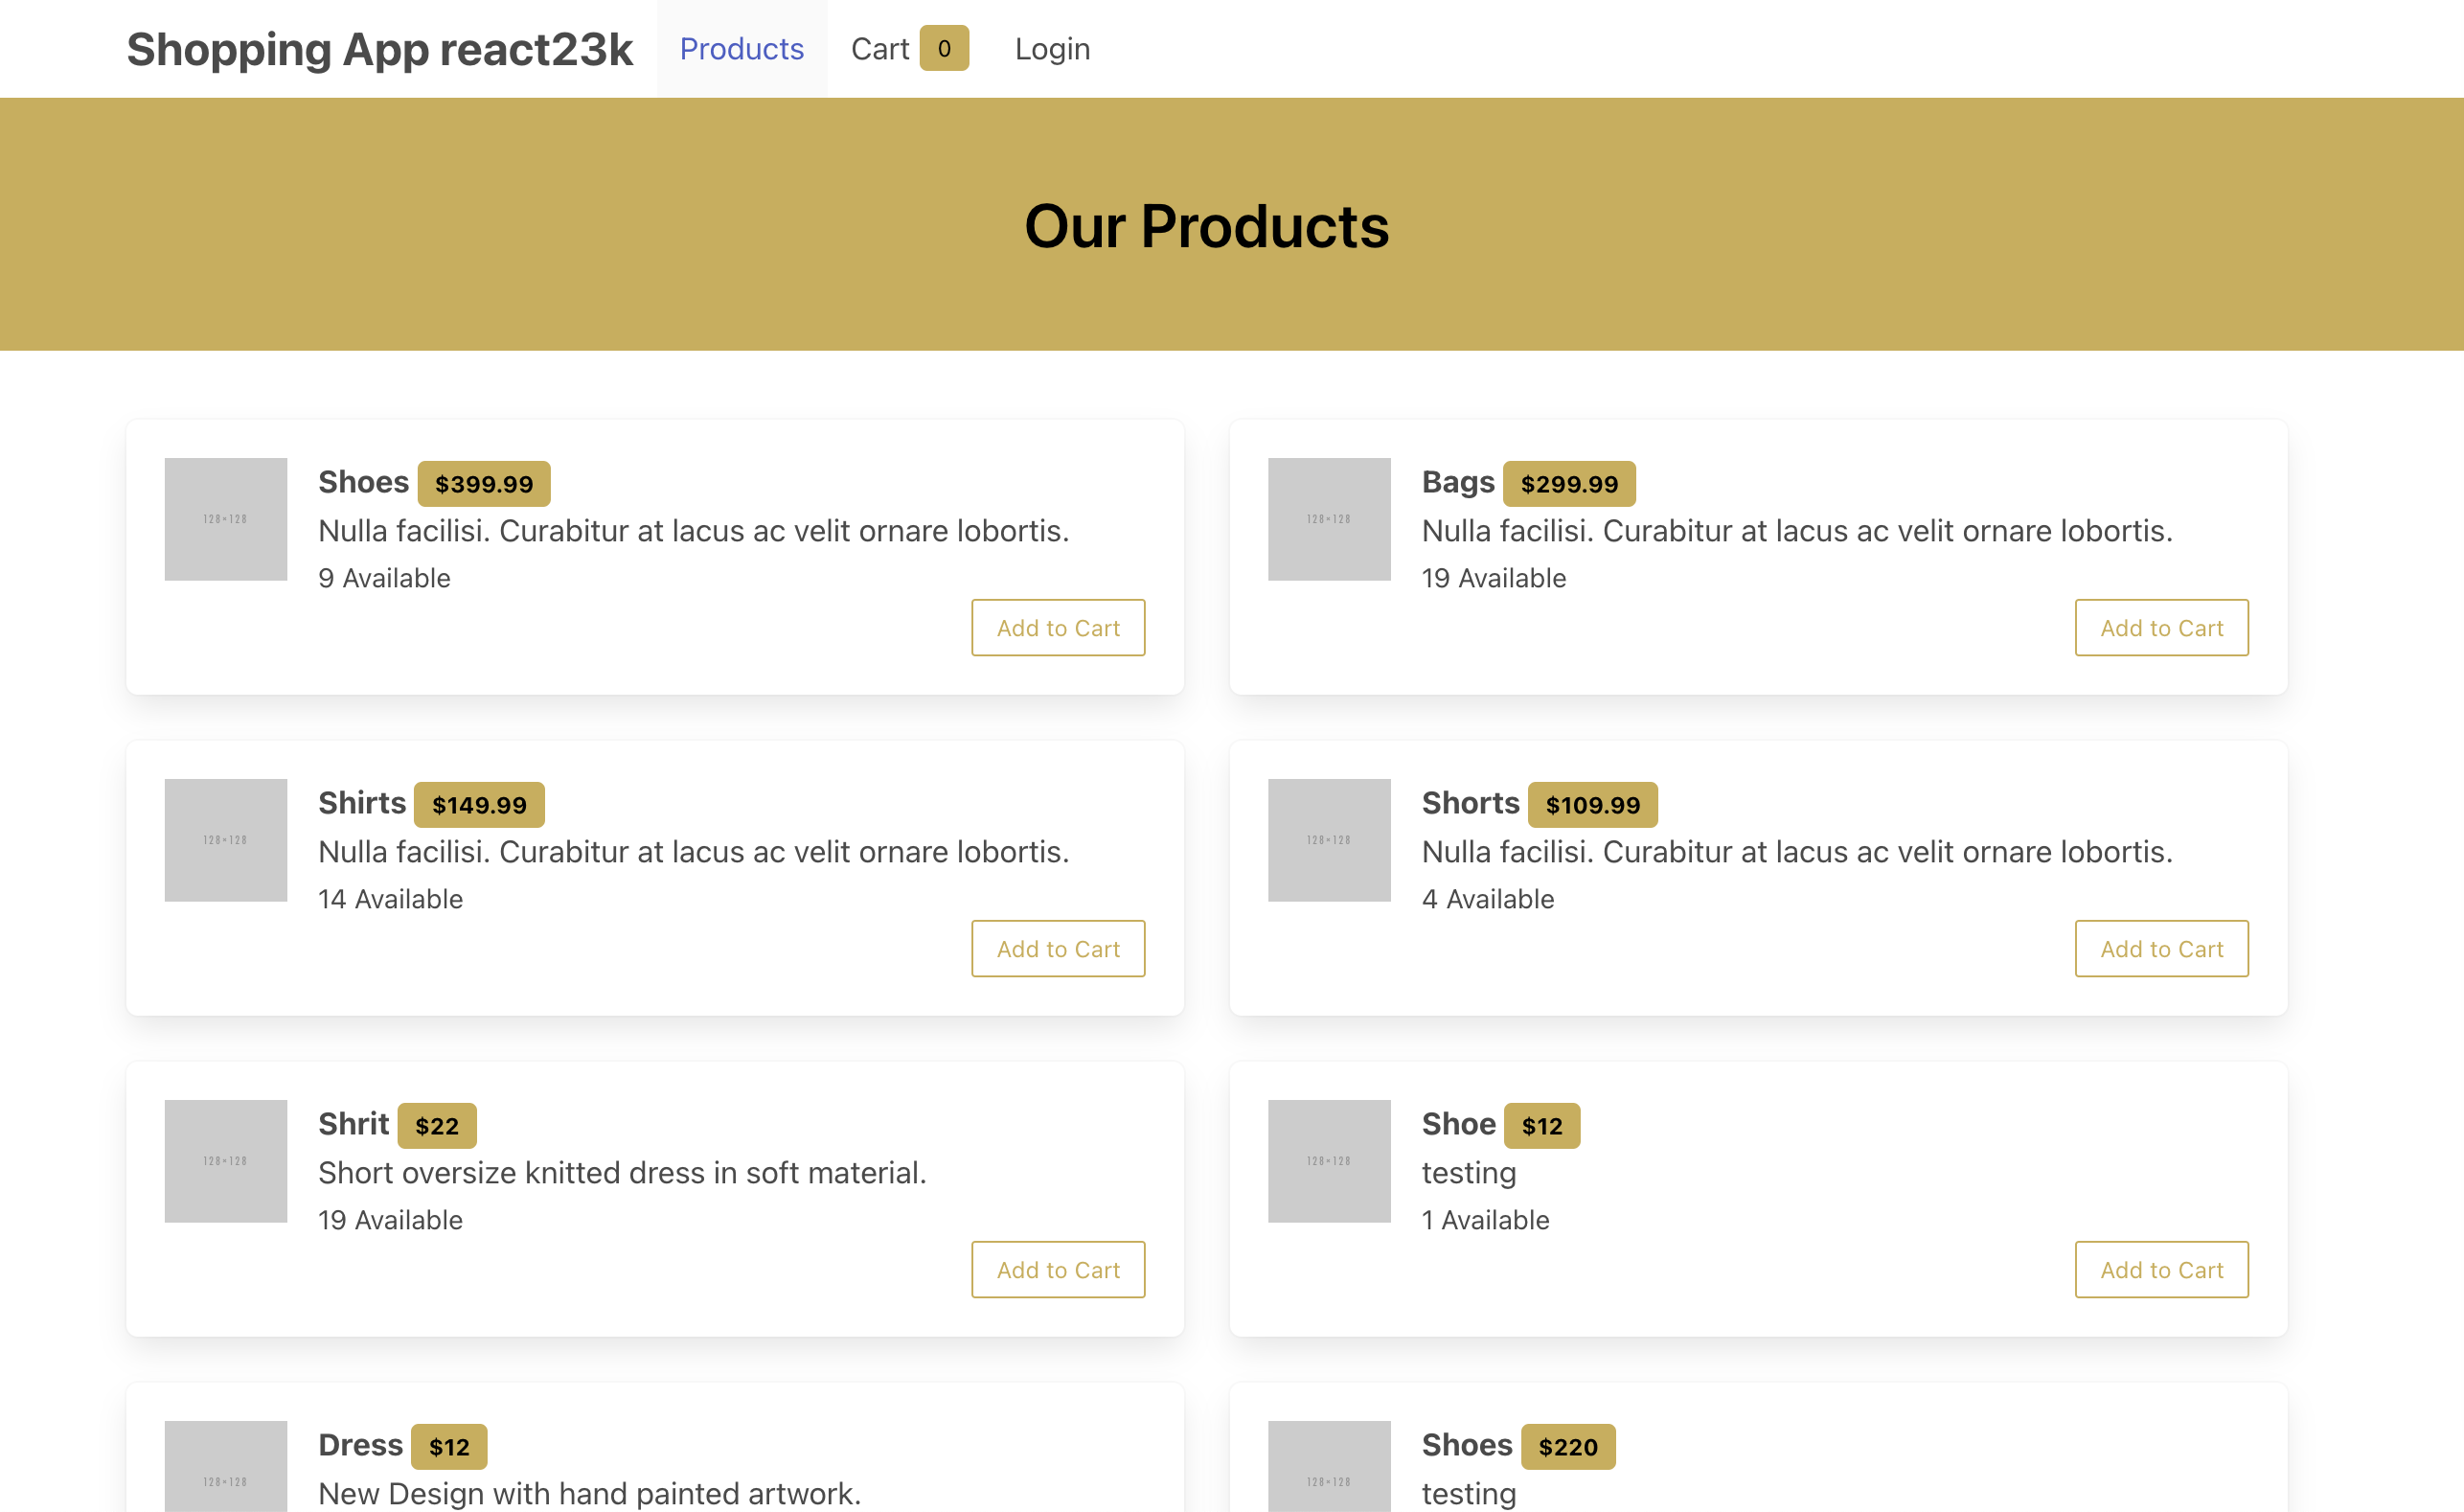 Shopping App react23k Products Cart 0 Login
Our Products
128×128
Shoes $399.99
Nulla facilisi. Curabitur at lacus ac velit ornare lobortis.
9 Available
Add to Cart
128×128
Bags $299.99
Nulla facilisi. Curabitur at lacus ac velit ornare lobortis.
19 Available
Add to Cart
128×128
Shirts $149.99
Nulla facilisi. Curabitur at lacus ac velit ornare lobortis.
14 Available
Add to Cart
128×128
Shorts $109.99
Nulla facilisi. Curabitur at lacus ac velit ornare lobortis.
4 Available
Add to Cart
128×128
Shrit $22
Short oversize knitted dress in soft material.
19 Available
Add to Cart
128×128
Shoe $12
testing
1 Available
Add to Cart
128×128
Dress $12
New Design with hand painted artwork.
128×128
Shoes $220
testing